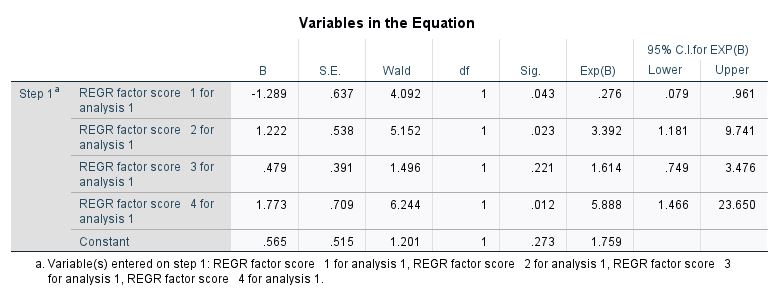 Variables in the Equation
95% C.I.for EXP(B)
B S.E. Wald df Sig. Exp(B) Lower Upper
Step 1a REGR factor score 1 for analysis 1 -1.289 .637 4.092 1 .043 .276 .079 .961
REGR factor score 2 for analysis 1 1.222 .538 5.152 1 .023 3.392 1.181 9.741
REGR factor score 3 for analysis 1 .479 .391 1.496 1 .221 1.614 .749 3.476
REGR factor score 4 for analysis 1 1.773 .709 6.244 1 .012 5.888 1.466 23.650
Constant .565 .515 1.201 1 .273 1.759
a. Variable(s) entered on step 1: REGR factor score 1 for analysis 1, REGR factor score 2 for analysis 1, REGR factor score 3
for analysis 1, REGR factor score 4 for analysis 1.